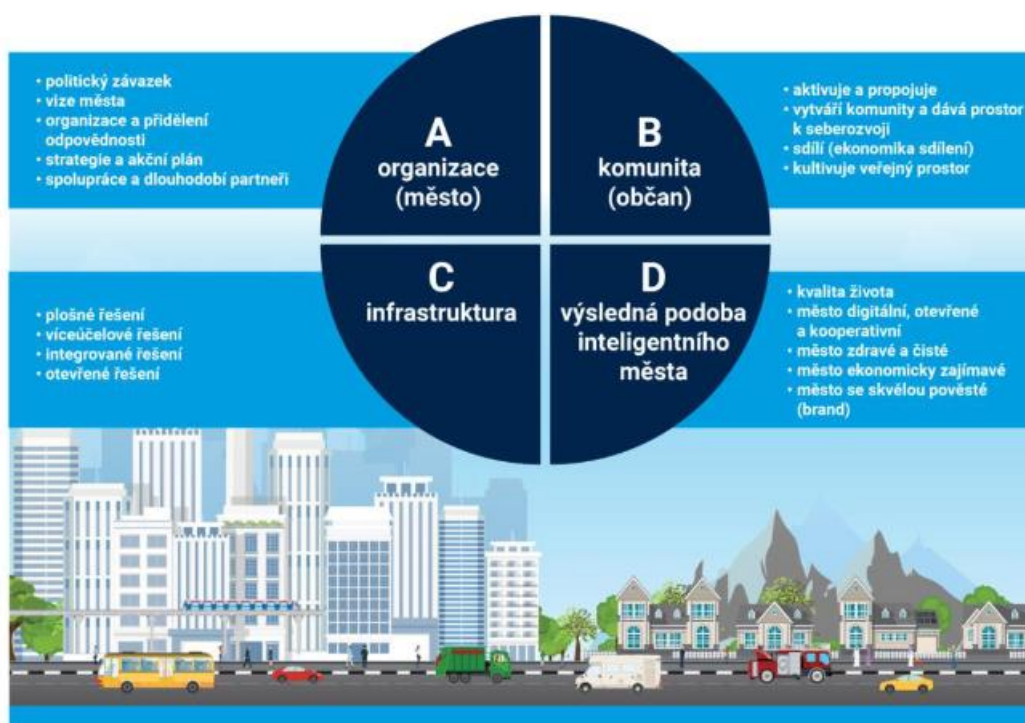 • politický závazek
• vize města
• organizace a přidělení
odpovědnosti
• strategie a akční plán
• spolupráce a dlouhodobí partneři
A
organizace
(město)
B
komunita
(občan)
• aktivuje a propojuje
• vytváří komunity a dává prostor
k seberozvoji
• sdílí (ekonomika sdílení)
• kultivuje veřejný prostor
• plošné řešení
• víceúčelové řešení
• integrované řešení
• otevřené řešení
C
infrastruktura
D
výsledná podoba
inteligentního
města
• kvalita života
• město digitální, otevřené
a kooperativní
• město zdravé a čisté
• město ekonomicky zajímavé
• město se skvělou pověsté
(brand)